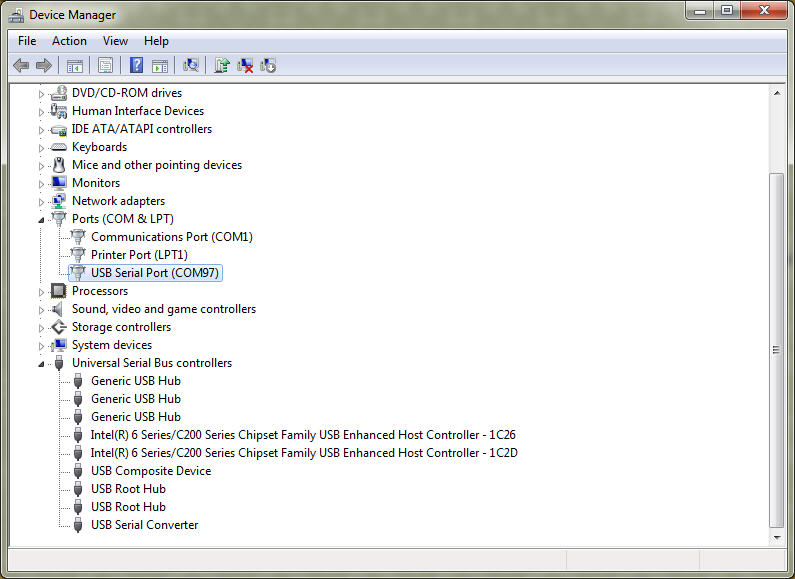 Device Manager
File Action View Help
DVD/CD-ROM drives
Human Interface Devices
IDE ATA/ATAPI controllers
Keyboards
Mice and other pointing devices
Monitors
Network adapters
Ports (COM & LPT)
Communications Port (COM1)
Printer Port (LPT1)
USB Serial Port (COM97)
Processors
Sound, video and game controllers
Storage controllers
System devices
Universal Serial Bus controllers
Generic USB Hub
Generic USB Hub
Generic USB Hub
Intel(R) 6 Series/C200 Series Chipset Family USB Enhanced Host Controller - 1C26
Intel(R) 6 Series/C200 Series Chipset Family USB Enhanced Host Controller - 1C2D
USB Composite Device
USB Root Hub
USB Root Hub
USB Serial Converter